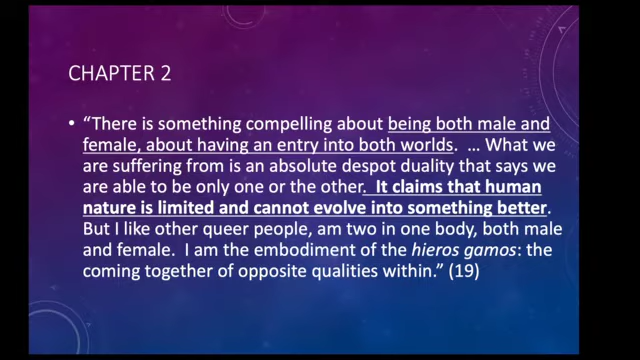 CHAPTER 2
• “There is something compelling about being both male and
female, about having an entry into both worlds. ... What we
are suffering from is an absolute despot duality that says we
are able to be only one or the other. It claims that human
nature is limited and cannot evolve into something better.
But I like other queer people, am two in one body, both male
and female. I am the embodiment of the hieros gamos: the
coming together of opposite qualities within.” (19)